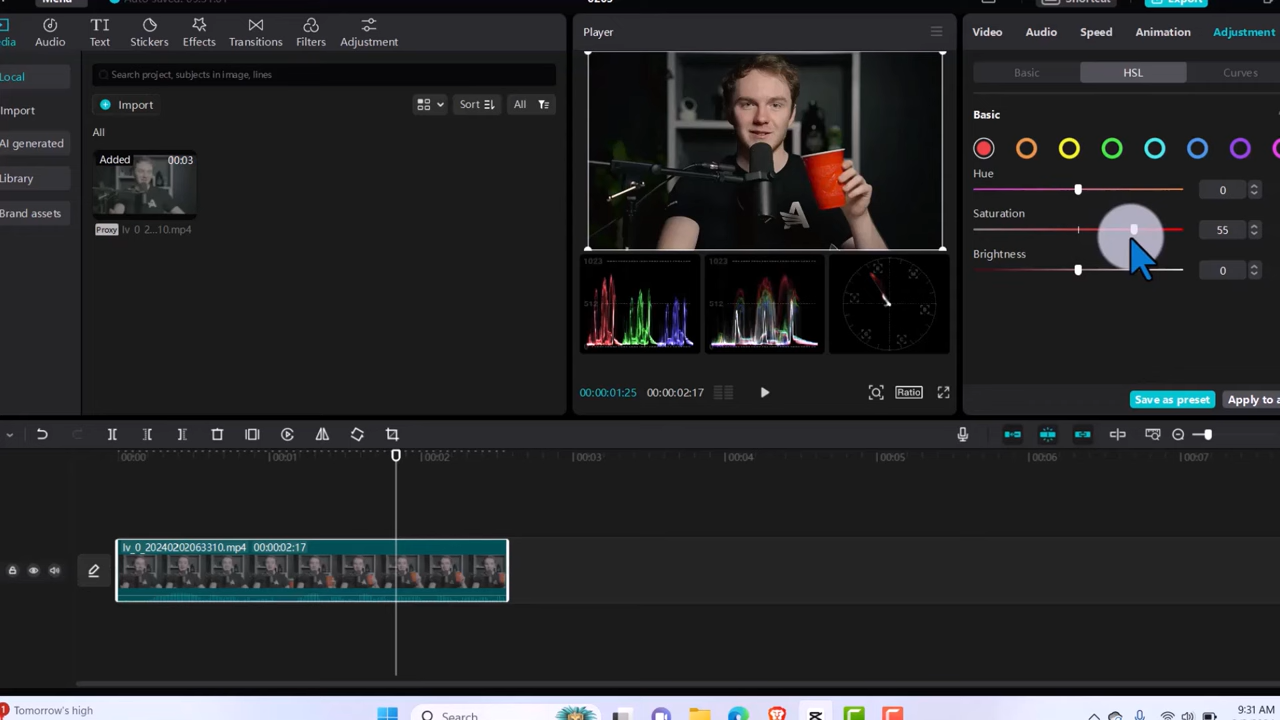 Menu
Shortcut
Export
Audio
Text
Stickers
Effects
Transitions
Filters
Adjustment
Local
Import
AI generated
Library
Brand assets
Search project, subjects in image, lines
Import
Sort
All
All
Added
00:03
Proxy
lv_0_2...10.mp4
Player
1023
512
1023
512
00:00:01:25
00:00:02:17
Ratio
Video
Audio
Speed
Animation
Adjustment
Basic
HSL
Curves
Basic
Hue
0
Saturation
55
Brightness
0
Save as preset
Apply to a
00:00
00:01
00:02
00:03
00:04
00:05
00:06
00:07
lv_0_20240202063310.mp4 00:00:02:17
1
Tomorrow's high
Search
9:31 AM